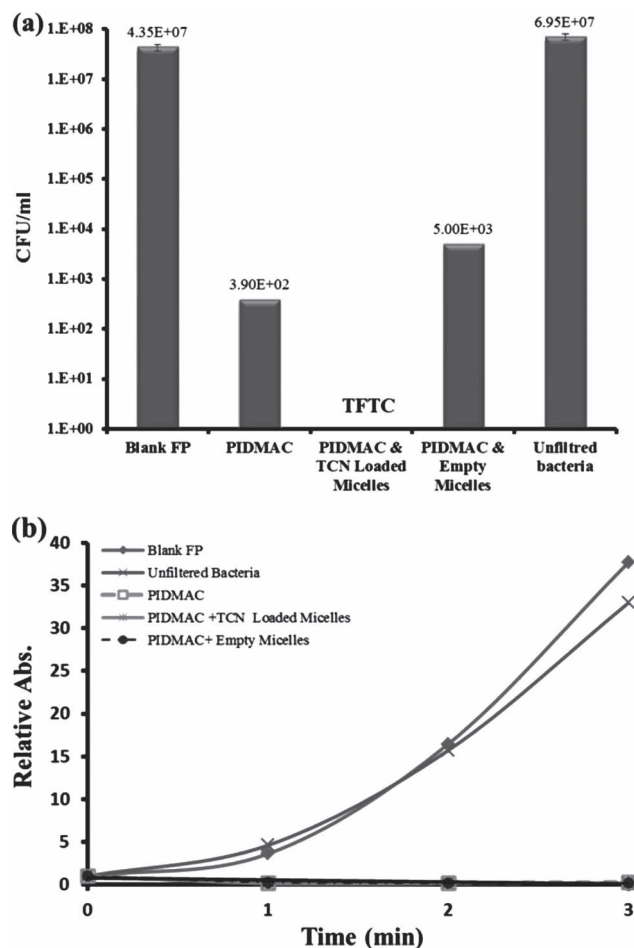 (a)
1.E+08
1.E+07
1.E+06
1.E+05
1.E+04
1.E+03
1.E+02
1.E+01
1.E+00
CFU/ml
4.35E+07
3.90E+02
TFTC
5.00E+03
6.95E+07
Blank FP
PIDMAC
PIDMAC &
TCN Loaded
Micelles
PIDMAC &
Empty
Micelles
Unfiltred
bacteria
(b)
40
35
30
25
20
15
10
5
0
Relative Abs.
Blank FP
Unfiltered Bacteria
PIDMAC
PIDMAC +TCN Loaded Micelles
PIDMAC+ Empty Micelles
0
1
2
3
Time (min)